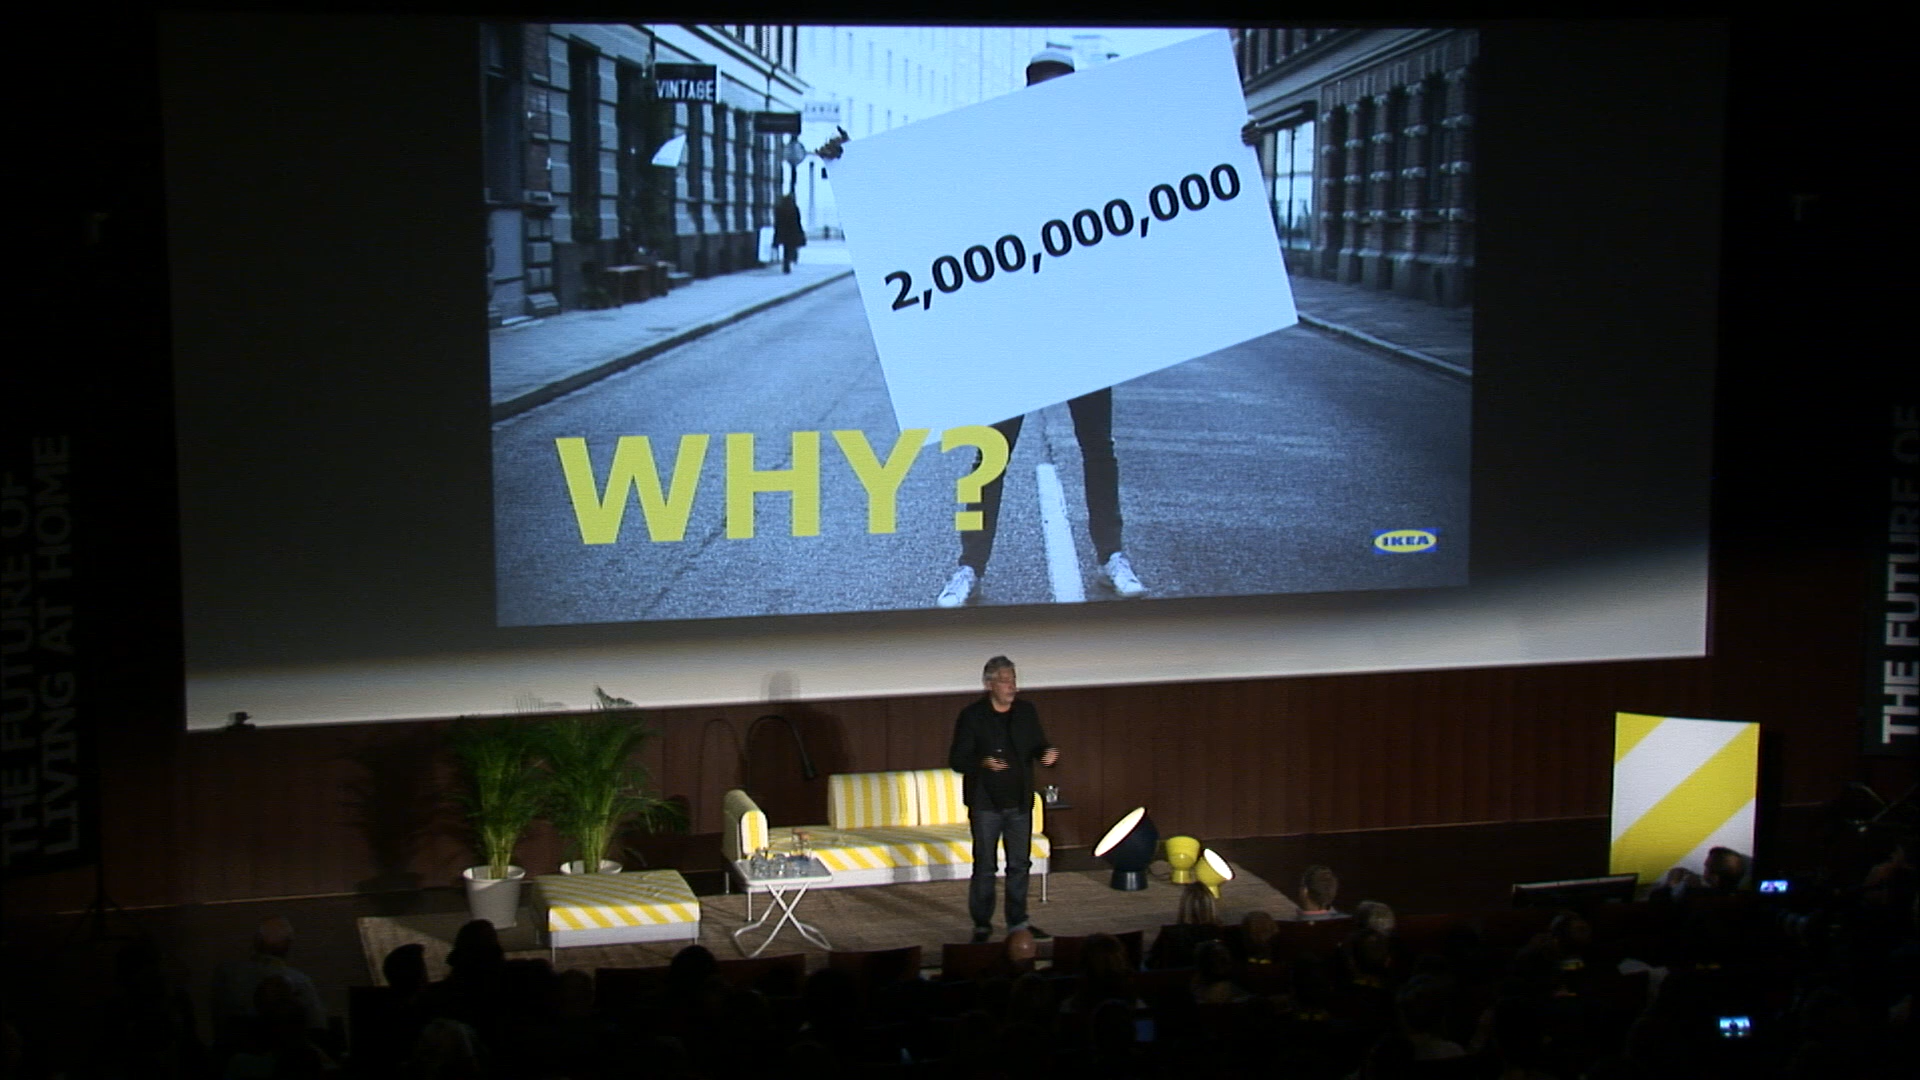 VINTAGE
2,000,000,000
WHY?
IKEA
THE FUTURE OF
LIVING AT HOME
THE FUTURE OF